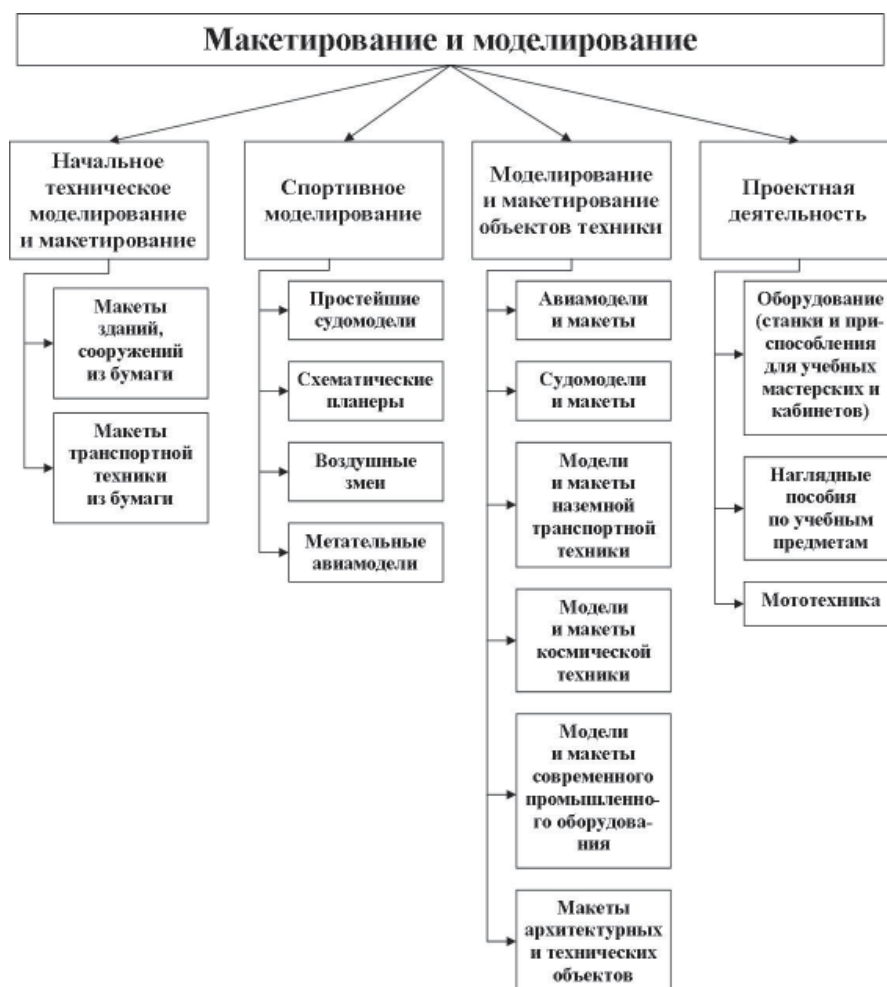 Макетирование и моделирование
Начальное
техническое
моделирование
и макетирование
Макеты
зданий,
сооружений
из бумаги
Макеты
транспортной
техники
из бумаги
Спортивное
моделирование
Простейшие
судомодели
Схематические
планеры
Воздушные
змеи
Метательные
авиамодели
Моделирование
и макетирование
объектов техники
Авиамодели
и макеты
Судомодели
и макеты
Модели
и макеты
наземной
транспортной
техники
Модели
и макеты
космической
техники
Модели
и макеты
современного
промышленно-
го оборудова-
ния
Макеты
архитектурных
и технических
объектов
Проектная
деятельность
Оборудование
(станки и при-
способления
для учебных
мастерских и
кабинетов)
Наглядные
пособия
по учебным
предметам
Мототехника